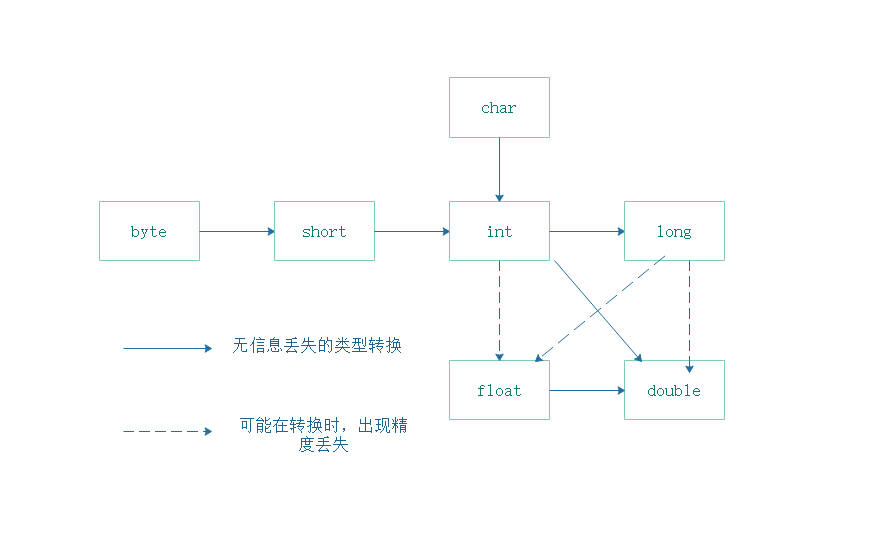 char
byte
short
int
long
无信息丢失的类型转换
float
double
可能在转换时，出现精
度丢失